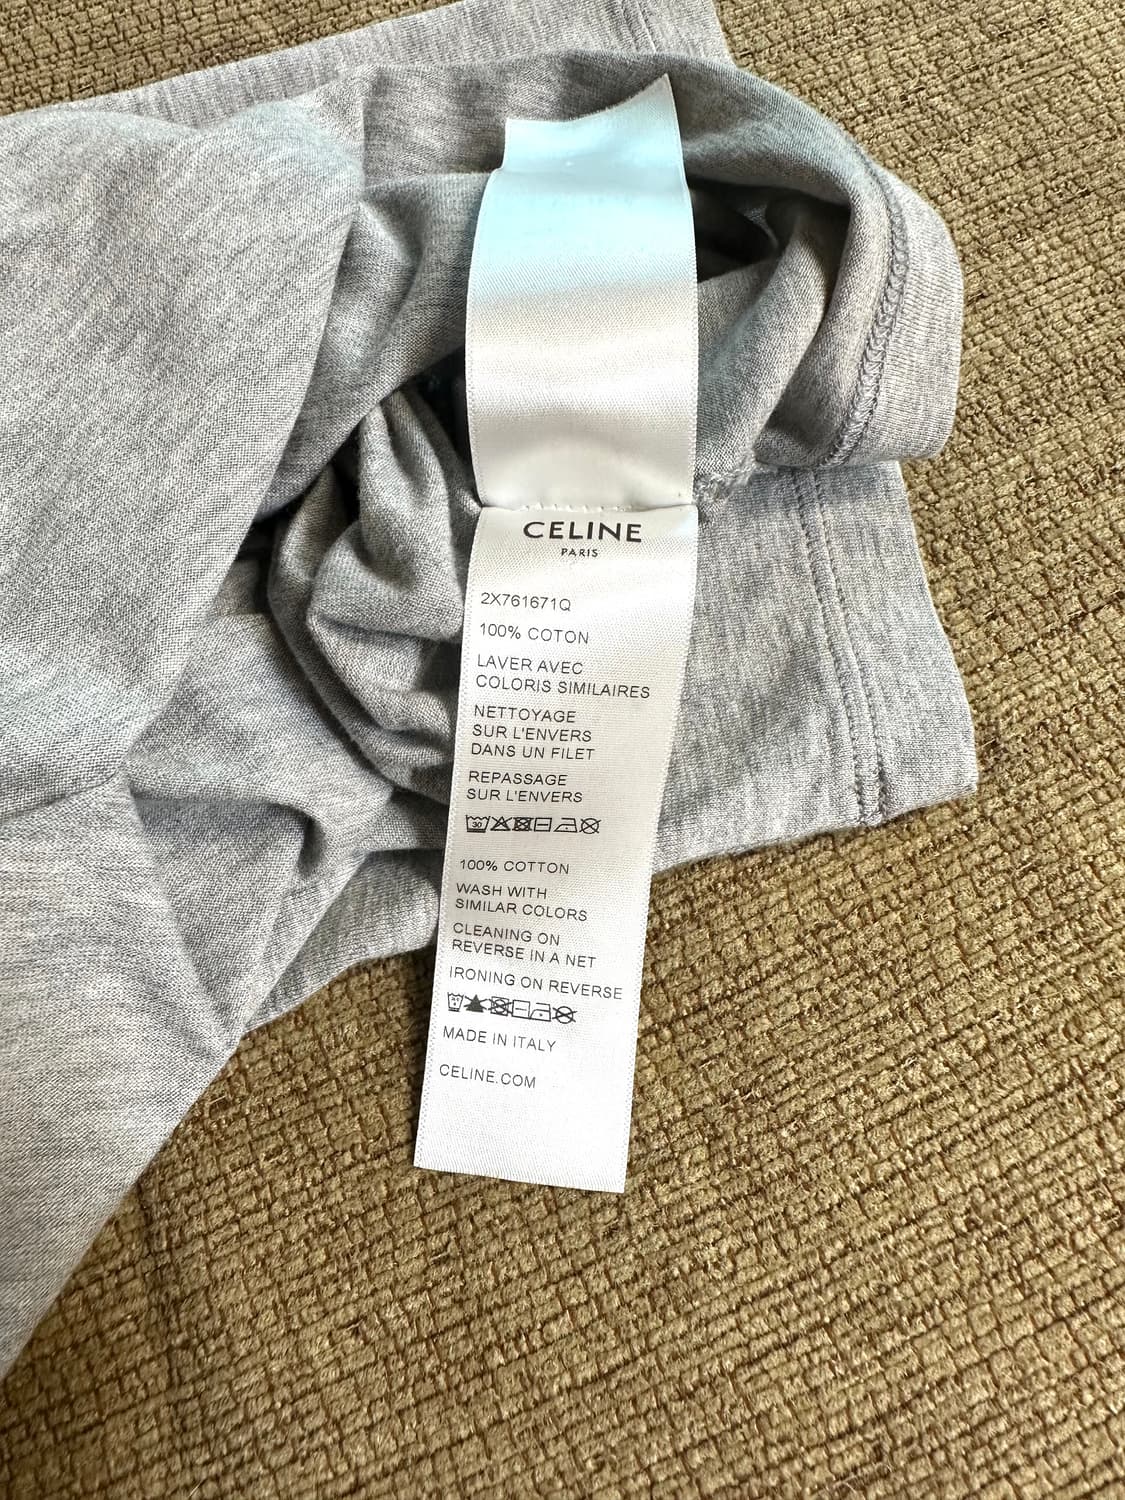 CELINE
PARIS
2X761671Q
100% COTON
LAVER AVEC
COLORIS SIMILAIRES
NETTOYAGE
SUR L'ENVERS
DANS UN FILET
REPASSAGE
SUR L'ENVERS
30
100% COTTON
WASH WITH
SIMILAR COLORS
CLEANING ON
REVERSE IN A NET
IRONING ON REVERSE
MADE IN ITALY
CELINE.COM